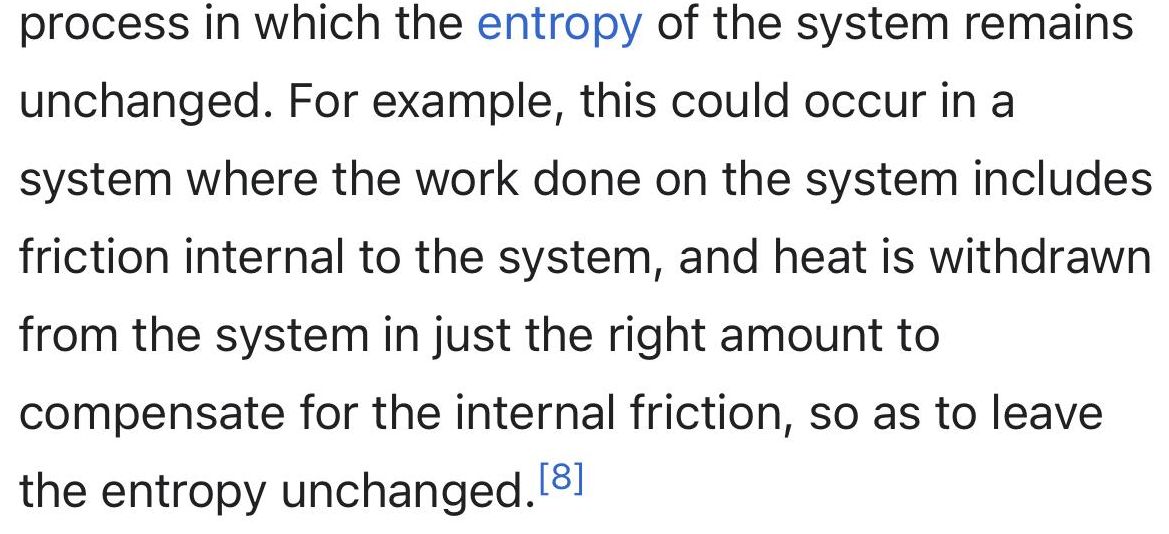 process in which the entropy of the system remains
unchanged. For example, this could occur in a
system where the work done on the system includes
friction internal to the system, and heat is withdrawn
from the system in just the right amount to
compensate for the internal friction, so as to leave
the entropy unchanged.[8]